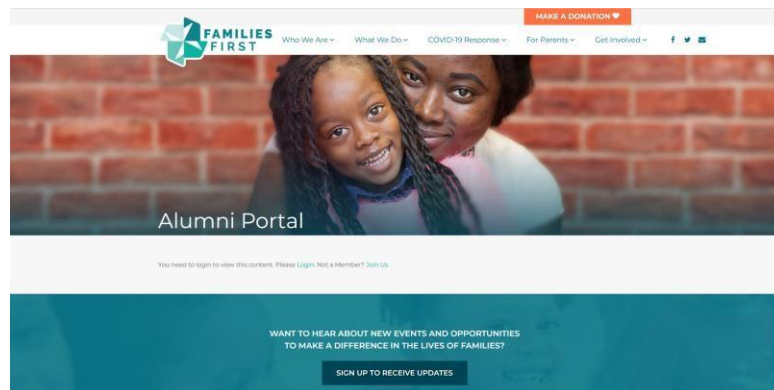 MAKE A DONATION
FAMILIES
FIRST
Who We Are
What We Do
COVID-19 Response
For Parents
Get Involved
Alumni Portal
You need to login to view this content. Please Login. Not a Member? Join Us
WANT TO HEAR ABOUT NEW EVENTS AND OPPORTUNITIES
TO MAKE A DIFFERENCE IN THE LIVES OF FAMILIES?
SIGN UP TO RECEIVE UPDATES